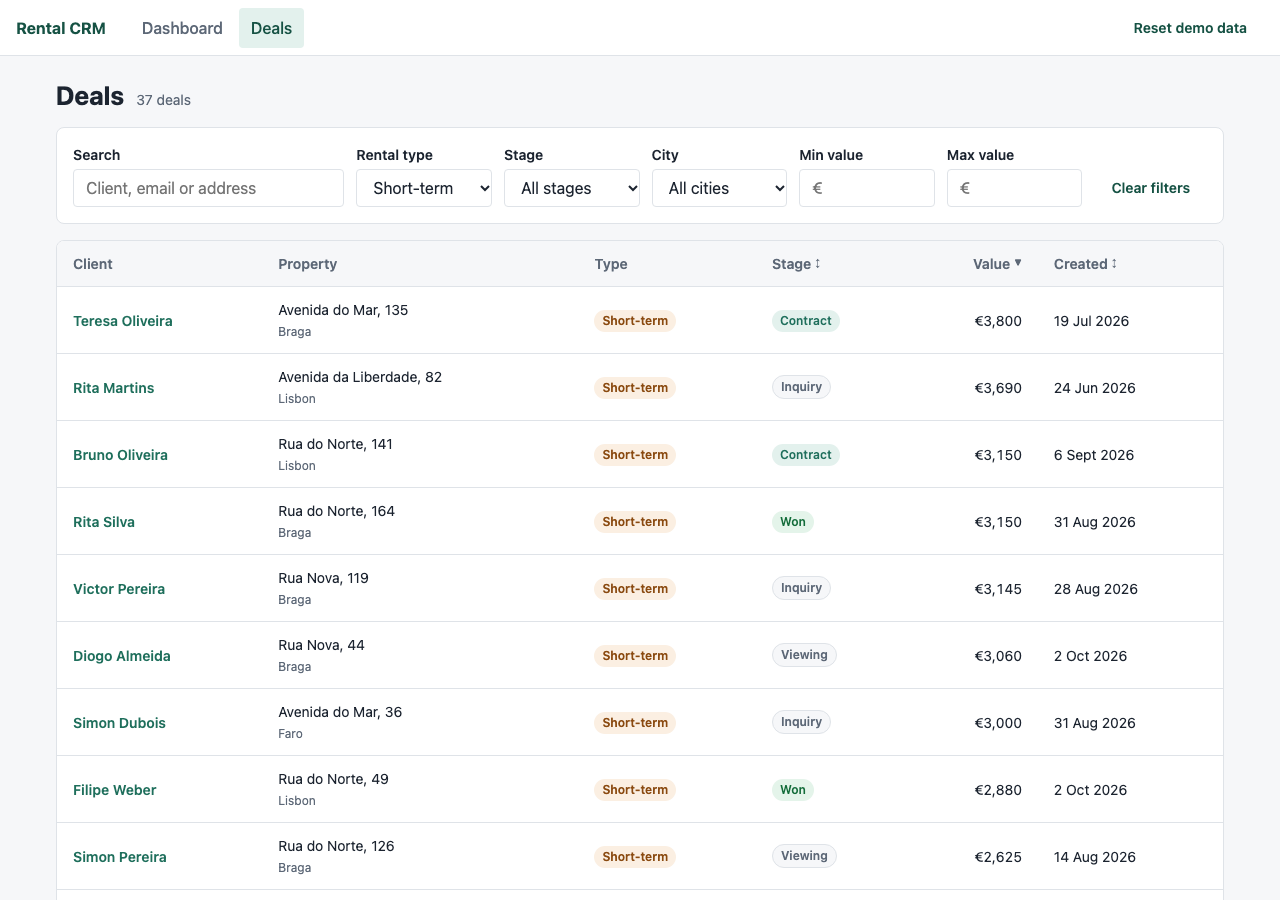 Rental CRM Dashboard Deals Reset demo data
Deals 37 deals
Search Rental type Stage City Min value Max value
Client, email or address Short-term All stages All cities € € Clear filters
Client Property Type Stage ↕ Value ▼ Created ↕
Teresa Oliveira Avenida do Mar, 135 Short-term Contract €3,800 19 Jul 2026
Braga
Rita Martins Avenida da Liberdade, 82 Short-term Inquiry €3,690 24 Jun 2026
Lisbon
Bruno Oliveira Rua do Norte, 141 Short-term Contract €3,150 6 Sept 2026
Lisbon
Rita Silva Rua do Norte, 164 Short-term Won €3,150 31 Aug 2026
Braga
Victor Pereira Rua Nova, 119 Short-term Inquiry €3,145 28 Aug 2026
Braga
Diogo Almeida Rua Nova, 44 Short-term Viewing €3,060 2 Oct 2026
Braga
Simon Dubois Avenida do Mar, 36 Short-term Inquiry €3,000 31 Aug 2026
Faro
Filipe Weber Rua do Norte, 49 Short-term Won €2,880 2 Oct 2026
Lisbon
Simon Pereira Rua do Norte, 126 Short-term Viewing €2,625 14 Aug 2026
Braga